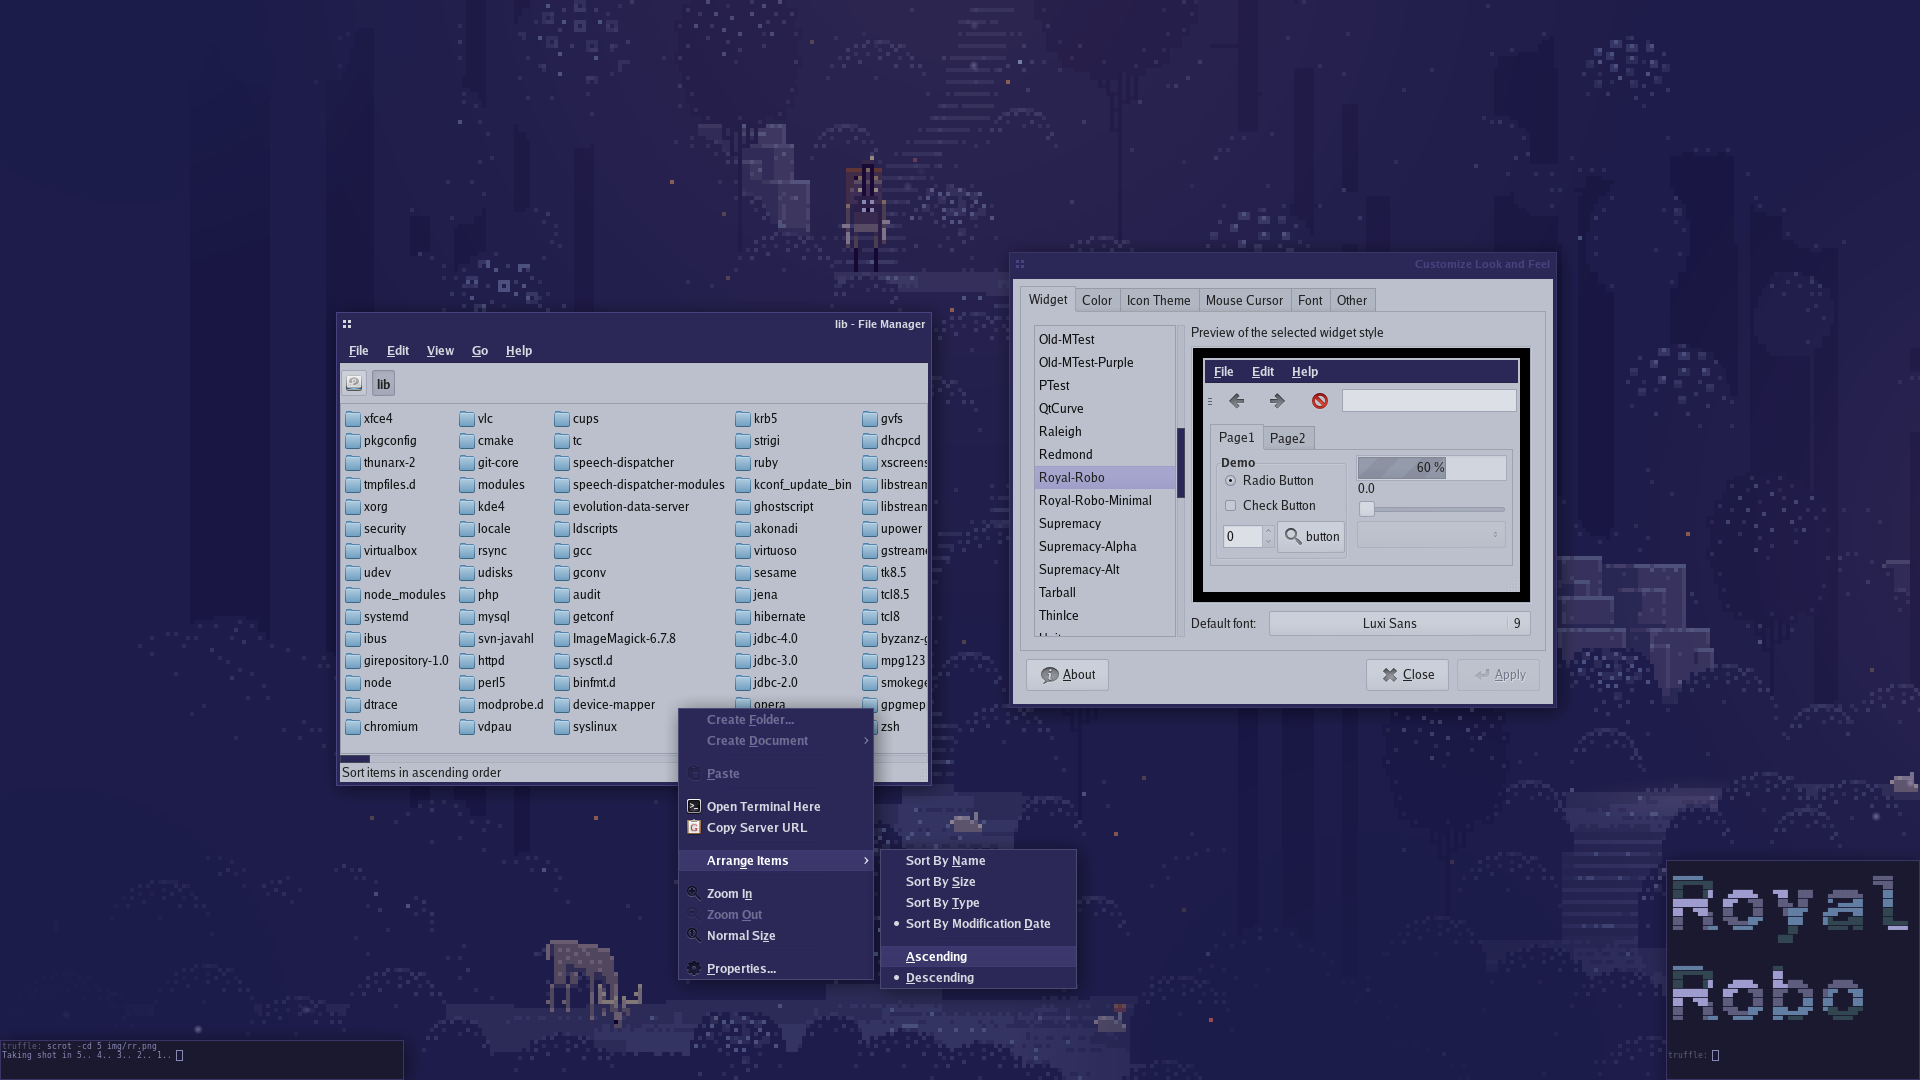 lib - File Manager
File Edit View Go Help
lib
xfce4 vlc cups krb5 gvfs
pkgconfig cmake tc strigi dhcpcd
thunarx-2 git-core speech-dispatcher ruby xscreens
tmpfiles.d modules speech-dispatcher-modules kconf_update_bin libstream
xorg kde4 evolution-data-server ghostscript libstream
security locale ldscripts akonadi upower
virtualbox rsync gcc virtuoso gstreame
udev udisks gconv sesame tk8.5
node_modules php audit jena tcl8.5
systemd mysql getconf hibernate tcl8
ibus svn-javahl ImageMagick-6.7.8 jdbc-4.0 byzanz-g
girepository-1.0 httpd sysctl.d jdbc-3.0 mpg123
node perl5 binfmt.d jdbc-2.0 smokege
dtrace modprobe.d device-mapper opera gpgmep
chromium vdpau syslinux zsh
Sort items in ascending order
Create Folder...
Create Document
Paste
Open Terminal Here
Copy Server URL
Arrange Items
Zoom In
Zoom Out
Normal Size
Properties...
Sort By Name
Sort By Size
Sort By Type
Sort By Modification Date
Ascending
Descending
Customize Look and Feel
Widget Color Icon Theme Mouse Cursor Font Other
Old-MTest
Old-MTest-Purple
PTest
QtCurve
Raleigh
Redmond
Royal-Robo
Royal-Robo-Minimal
Supremacy
Supremacy-Alpha
Supremacy-Alt
Tarball
ThinIce
Preview of the selected widget style
File Edit Help
Page1 Page2
Demo
Radio Button
Check Button
0 button
60 %
0.0
Default font: Luxi Sans 9
About Close Apply
truffle: scrot -cd 5 img/rr.png
Taking shot in 5.. 4.. 3.. 2.. 1..
Royal
Robo
truffle: